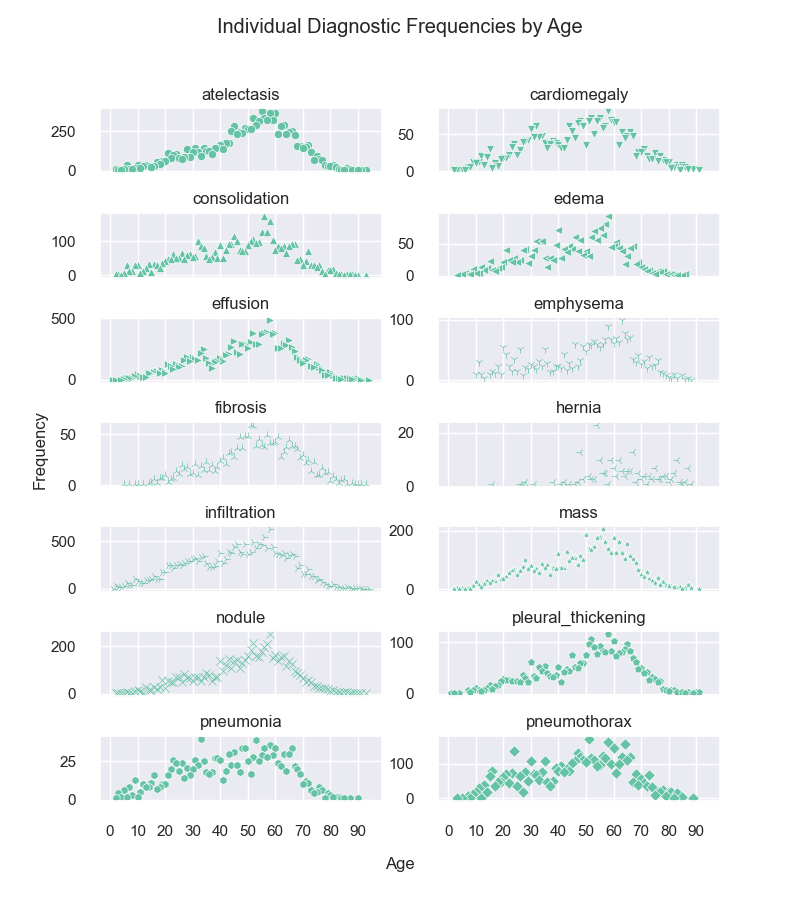 Individual Diagnostic Frequencies by Age
atelectasis
cardiomegaly
250
0
50
0
consolidation
edema
100
0
50
0
effusion
emphysema
500
0
100
0
fibrosis
hernia
50
0
20
0
infiltration
mass
500
0
200
0
nodule
pleural_thickening
200
0
100
0
pneumonia
pneumothorax
25
0
100
0
0 10 20 30 40 50 60 70 80 90
0 10 20 30 40 50 60 70 80 90
Frequency
Age